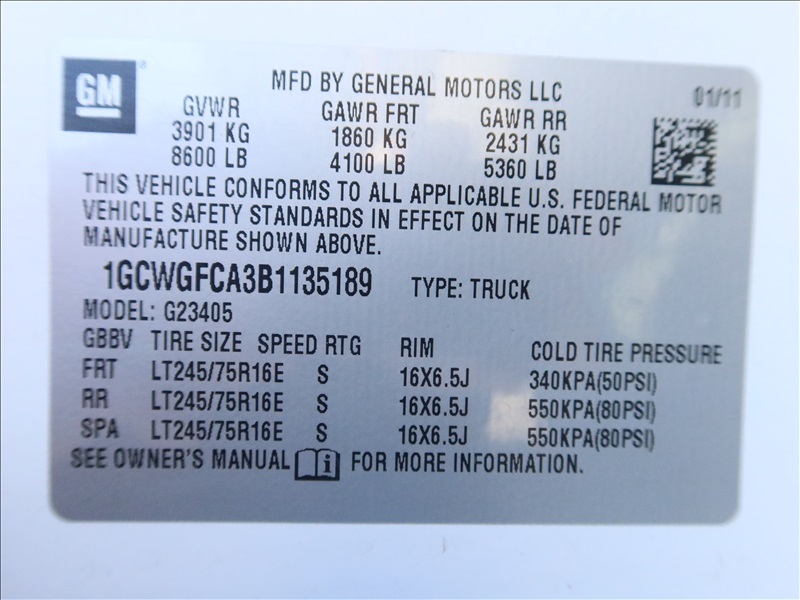 GM®
MFD BY GENERAL MOTORS LLC
01/11
GVWR GAWR FRT GAWR RR
3901 KG 1860 KG 2431 KG
8600 LB 4100 LB 5360 LB
THIS VEHICLE CONFORMS TO ALL APPLICABLE U.S. FEDERAL MOTOR
VEHICLE SAFETY STANDARDS IN EFFECT ON THE DATE OF
MANUFACTURE SHOWN ABOVE.
1GCWGFCA3B1135189 TYPE: TRUCK
MODEL: G23405
GBBV TIRE SIZE SPEED RTG RIM COLD TIRE PRESSURE
FRT LT245/75R16E S 16X6.5J 340KPA(50PSI)
RR LT245/75R16E S 16X6.5J 550KPA(80PSI)
SPA LT245/75R16E S 16X6.5J 550KPA(80PSI)
SEE OWNER'S MANUAL i FOR MORE INFORMATION.